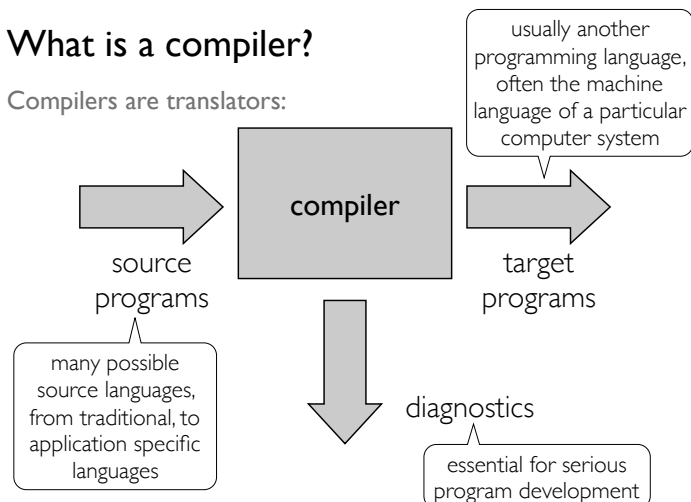 What is a compiler?
Compilers are translators:
usually another
programming language,
often the machine
language of a particular
computer system
compiler
source
programs
target
programs
many possible
source languages,
from traditional, to
application specific
languages
diagnostics
essential for serious
program development